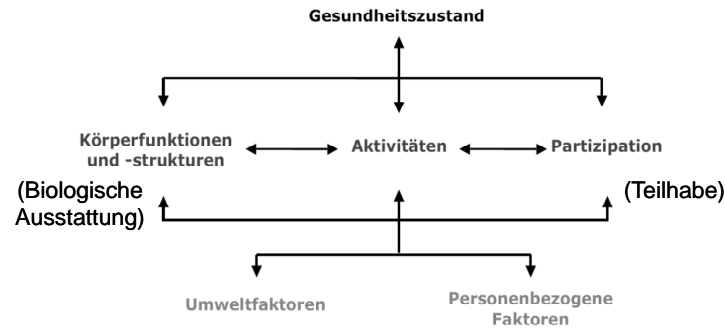 Gesundheitszustand
Körperfunktionen
und -strukturen
Aktivitäten
Partizipation
(Biologische
Ausstattung)
(Teilhabe)
Umweltfaktoren
Personenbezogene
Faktoren